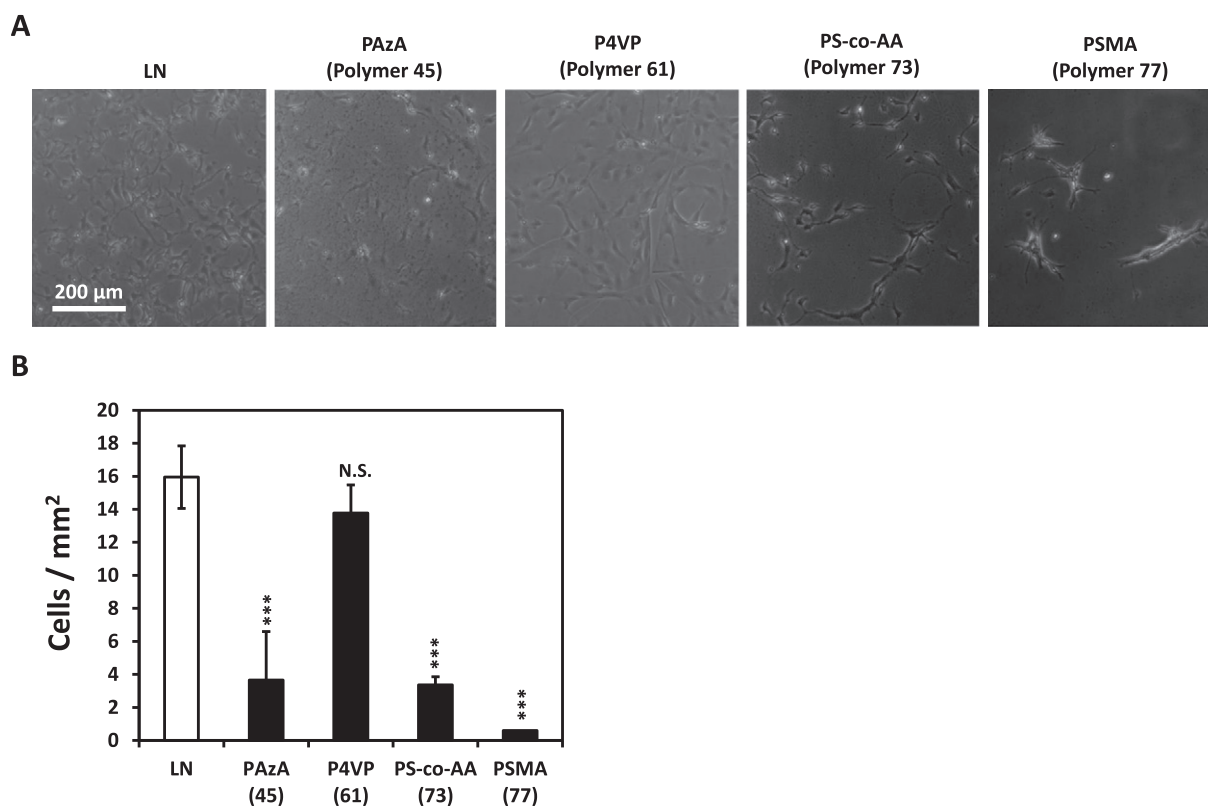 A
LN
PAzA
(Polymer 45)
P4VP
(Polymer 61)
PS-co-AA
(Polymer 73)
PSMA
(Polymer 77)
200 µm
B
Cells / mm²
20
18
16
14
12
10
8
6
4
2
0
***
N.S.
***
***
LN
PAzA
(45)
P4VP
(61)
PS-co-AA
(73)
PSMA
(77)